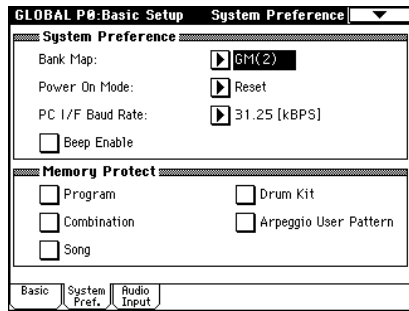 GLOBAL P0:Basic Setup System Preference
System Preference
Bank Map: GM(2)
Power On Mode: Reset
PC I/F Baud Rate: 31.25 [kBPS]
Beep Enable
Memory Protect
Program Drum Kit
Combination Arpeggio User Pattern
Song
Basic System Pref. Audio Input